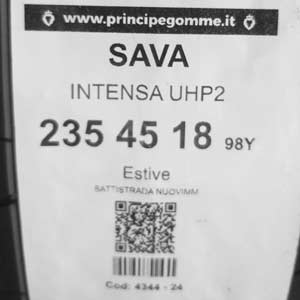 www.principegomme.it
SAVA
INTENSA UHP2
235 45 18 98Y
Estive
BATTISTRADA NUOVIMM
Cod: 4344 - 24